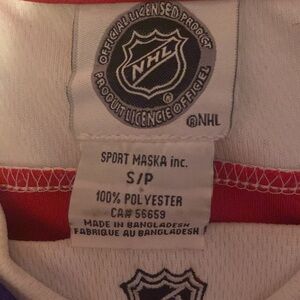 OFFICIAL LICENSED PRODUCT
NHL
®
PRODUIT LICENCIÉ OFFICIEL
®NHL
SPORT MASKA inc.
S/P
100% POLYESTER
CA# 56659
MADE IN BANGLADESH
FABRIQUE AU BANGLADESH